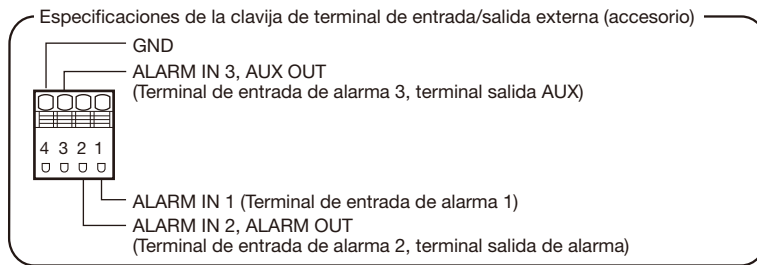 Especificaciones de la clavija de terminal de entrada/salida externa (accesorio)
GND
ALARM IN 3, AUX OUT
(Terminal de entrada de alarma 3, terminal salida AUX)
4 3 2 1
ALARM IN 1 (Terminal de entrada de alarma 1)
ALARM IN 2, ALARM OUT
(Terminal de entrada de alarma 2, terminal salida de alarma)